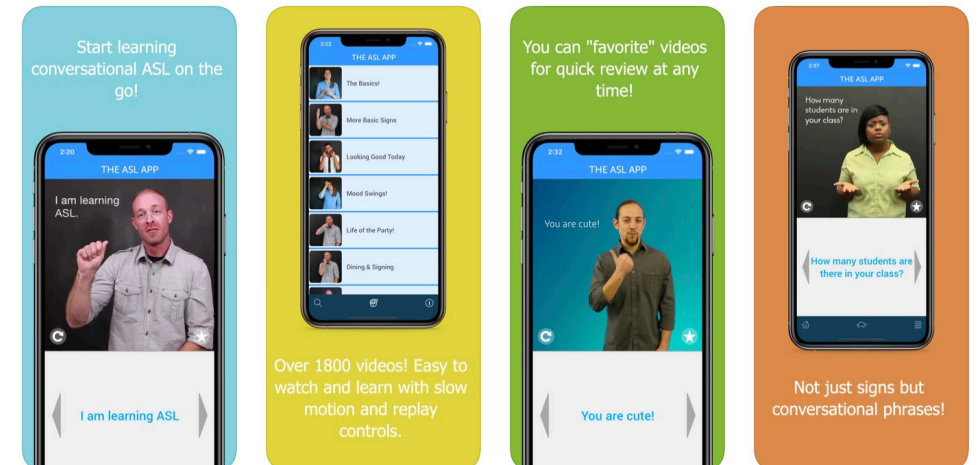 Start learning
conversational ASL on the
go!
2:20
THE ASL APP
I am learning
ASL.
I am learning ASL
2:22
THE ASL APP
The Basics!
More Basic Signs
Looking Good Today
Mood Swings!
Life of the Party!
Dining & Signing
Over 1800 videos! Easy to
watch and learn with slow
motion and replay
controls.
You can "favorite" videos
for quick review at any
time!
2:32
THE ASL APP
You are cute!
You are cute!
2:37
THE ASL APP
How many
students are in
your class?
How many students are
there in your class?
Not just signs but
conversational phrases!